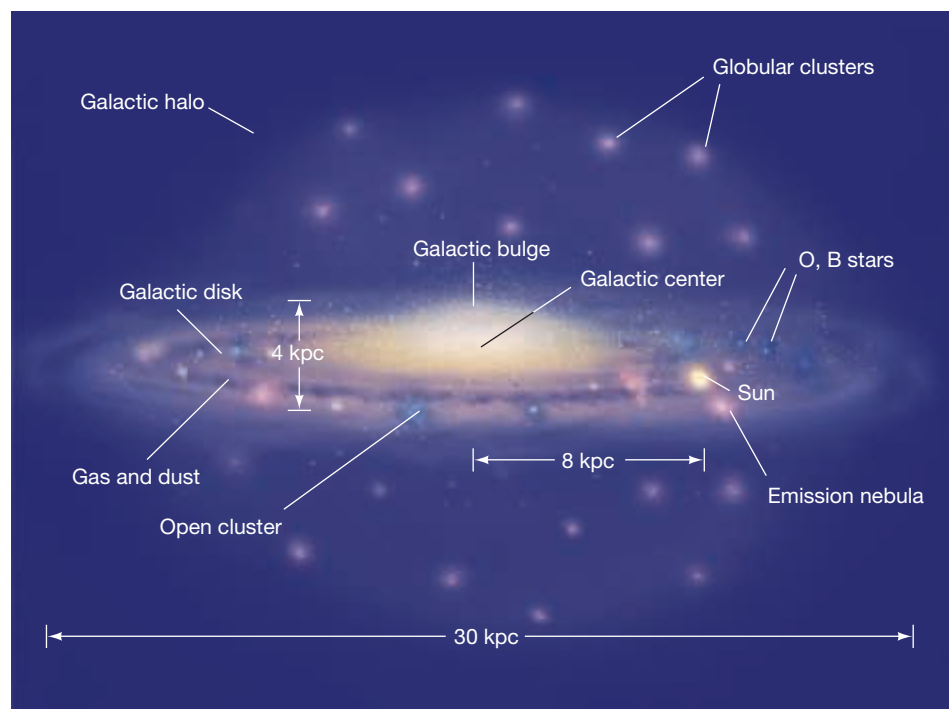 Globular clusters
Galactic halo
Galactic bulge
O, B stars
Galactic center
Galactic disk
4 kpc
Sun
8 kpc
Gas and dust
Emission nebula
Open cluster
30 kpc